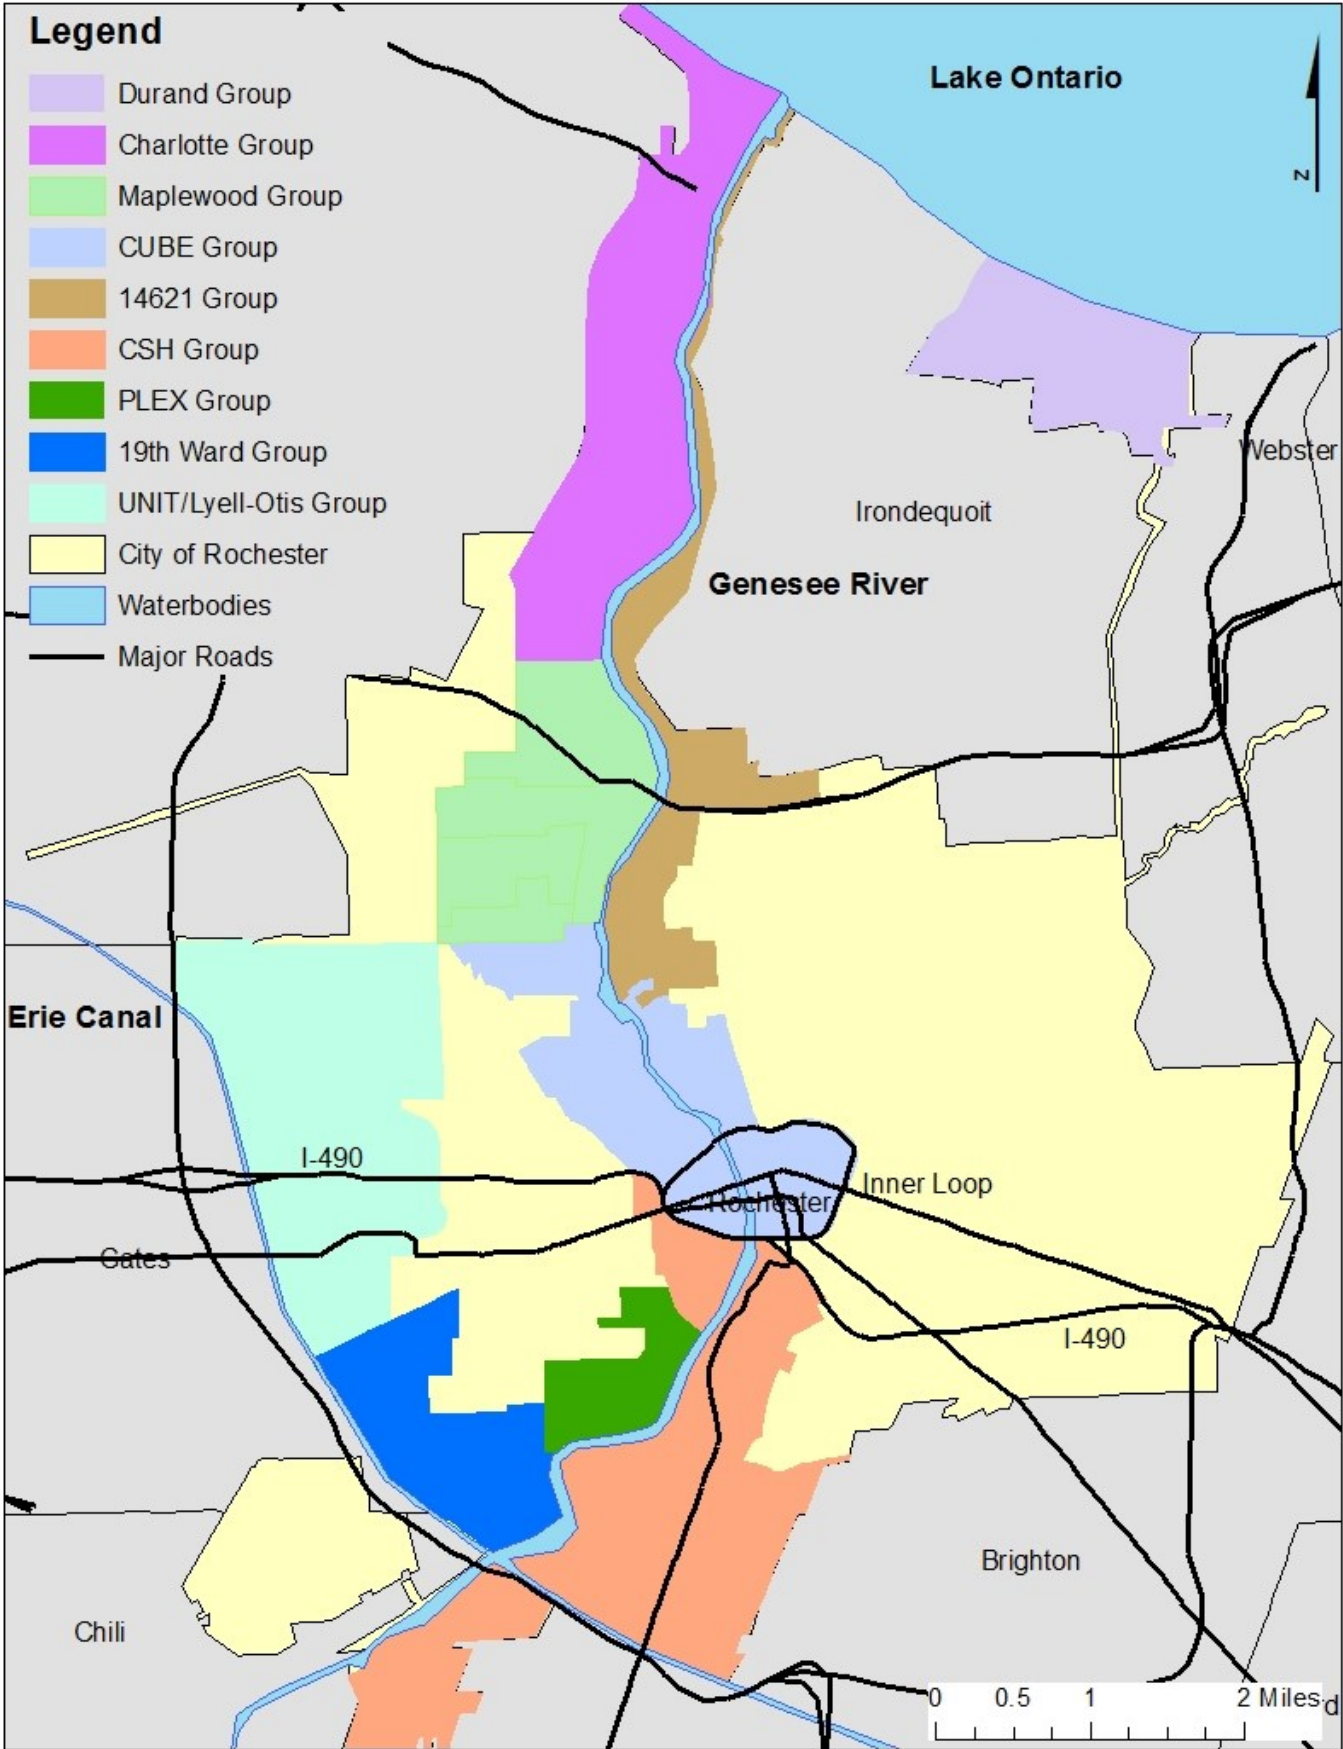 Legend
Durand Group
Charlotte Group
Maplewood Group
CUBE Group
14621 Group
CSH Group
PLEX Group
19th Ward Group
UNIT/Lyell-Otis Group
City of Rochester
Waterbodies
Major Roads
Lake Ontario
Z
Webster
Irondequoit
Genesee River
Erie Canal
I-490
Inner Loop
Rochester
Gates
I-490
Brighton
Chili
0 0.5 1 2 Miles
d